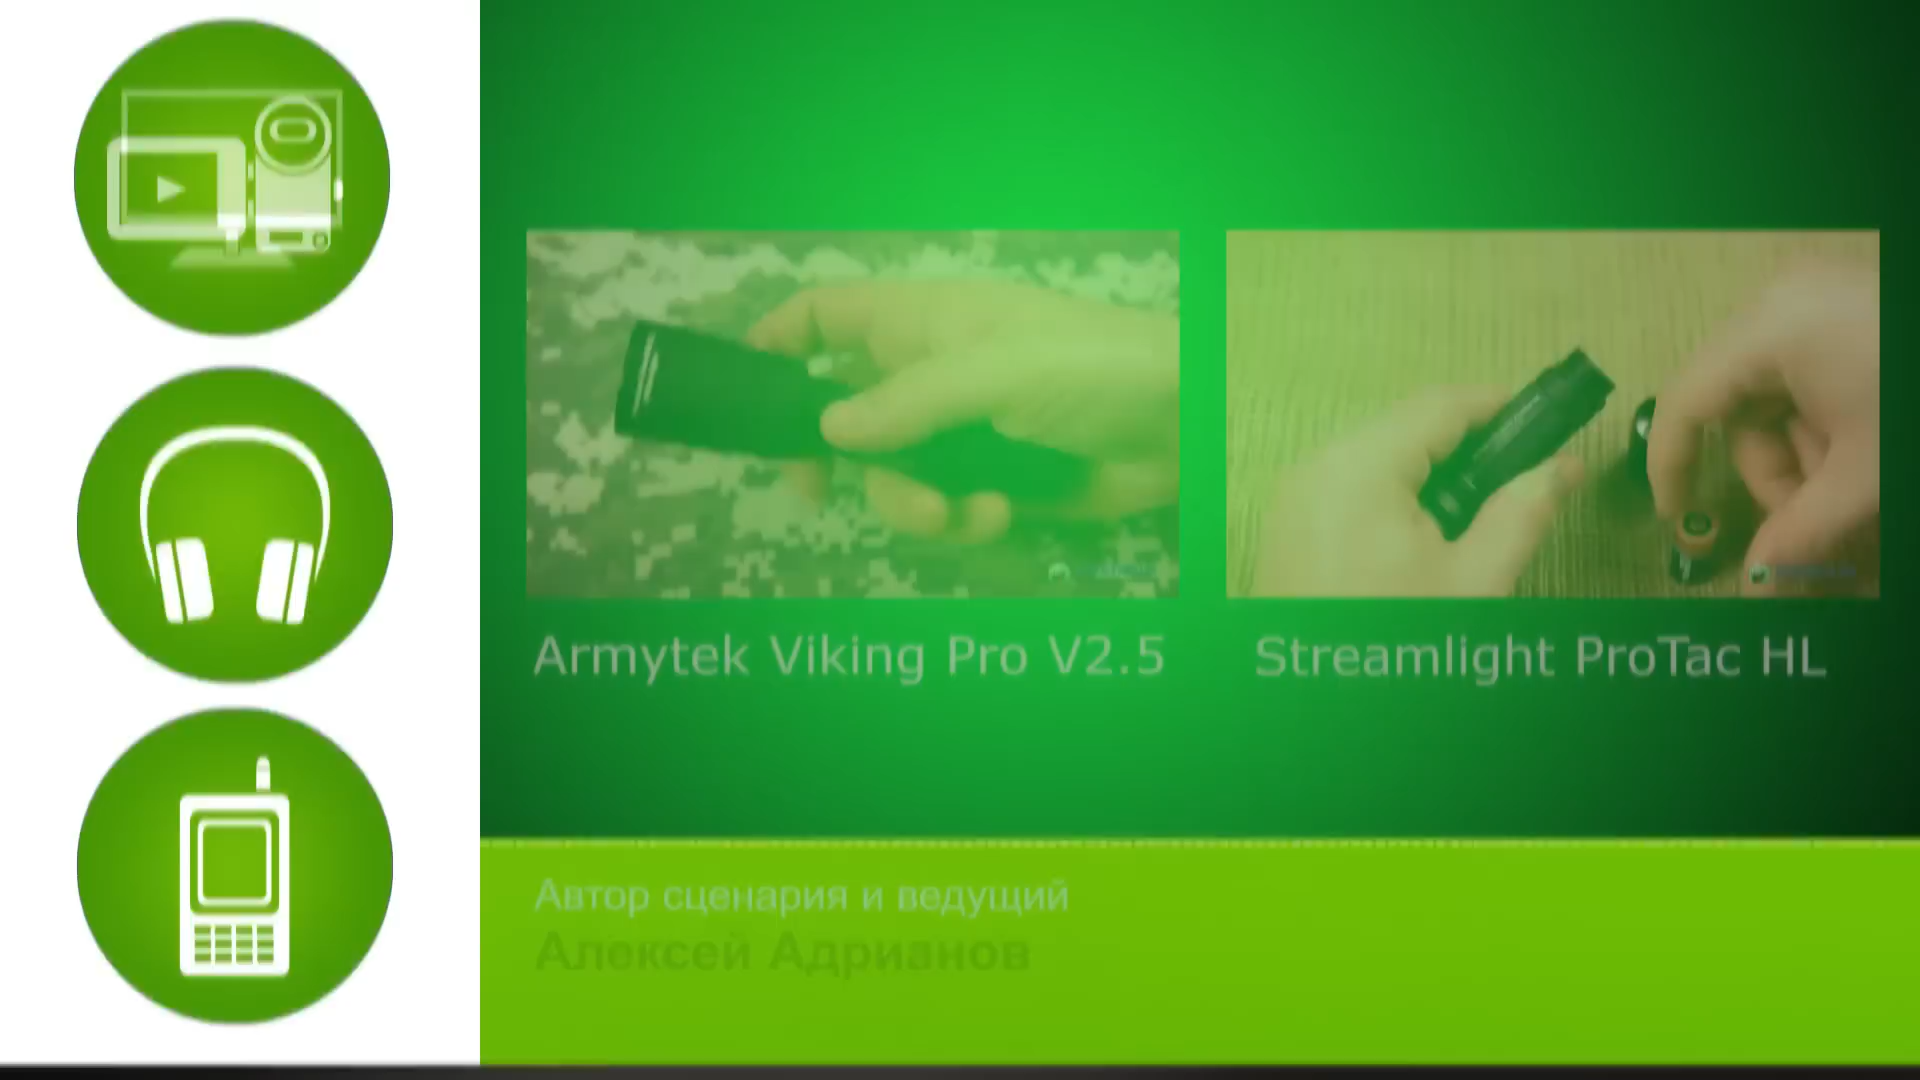 Armytek Viking Pro V2.5
Streamlight ProTac HL
Автор сценария и ведущий
Алексей Адрианов